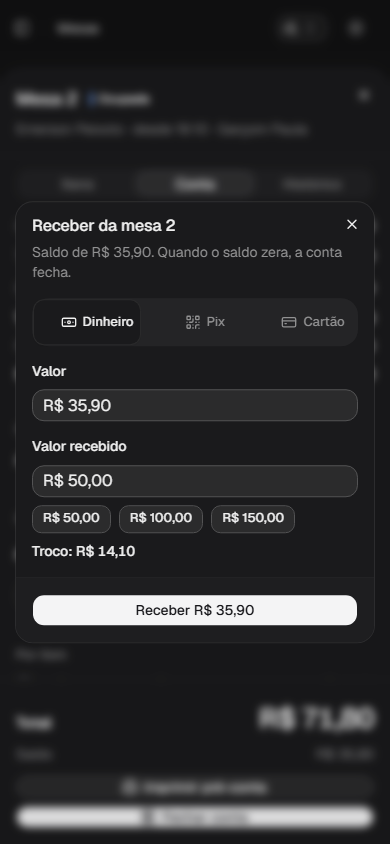 Mesa 2
Receber da mesa 2
Saldo de R$ 35,90. Quando o saldo zera, a conta
fecha.
Dinheiro
Pix
Cartão
Valor
R$ 35,90
Valor recebido
R$ 50,00
R$ 50,00
R$ 100,00
R$ 150,00
Troco: R$ 14,10
Receber R$ 35,90
Total
R$ 71,80